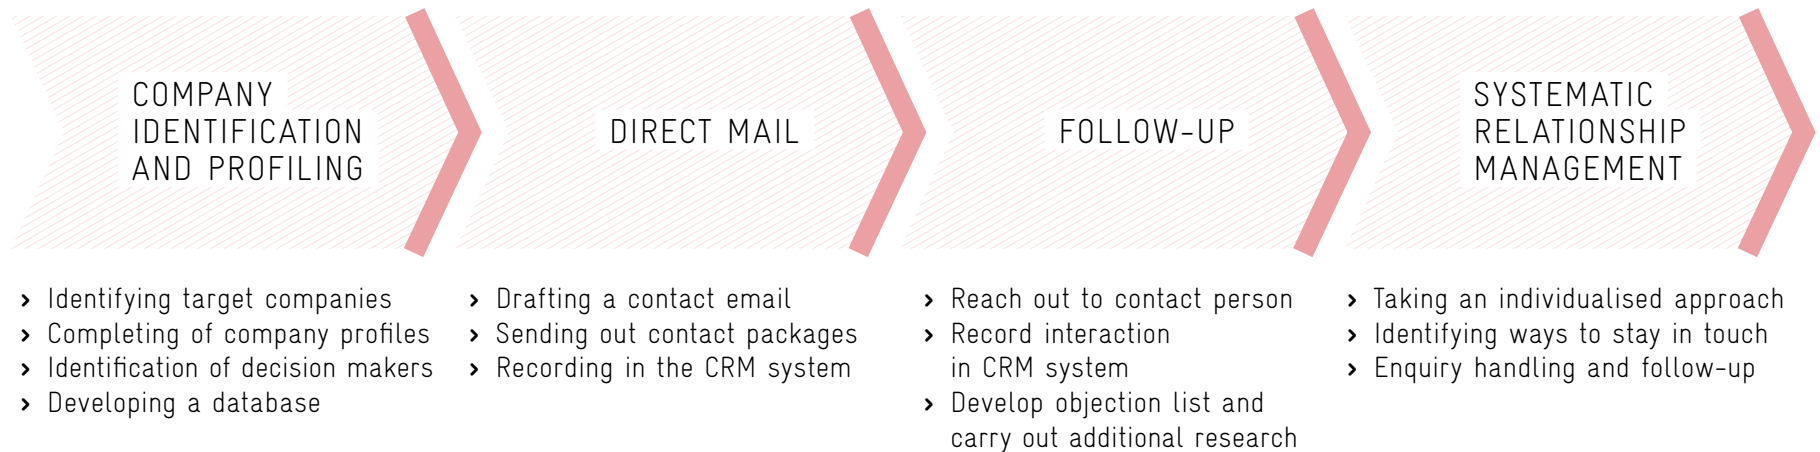 COMPANY
IDENTIFICATION
AND PROFILING
› Identifying target companies
› Completing of company profiles
› Identification of decision makers
› Developing a database
DIRECT MAIL
› Drafting a contact email
› Sending out contact packages
› Recording in the CRM system
FOLLOW-UP
› Reach out to contact person
› Record interaction
in CRM system
› Develop objection list and
carry out additional research
SYSTEMATIC
RELATIONSHIP
MANAGEMENT
› Taking an individualised approach
› Identifying ways to stay in touch
› Enquiry handling and follow-up